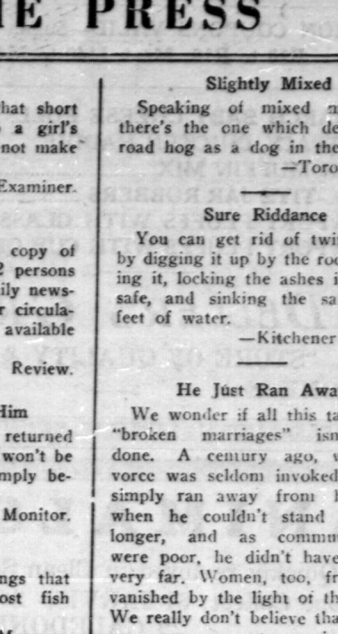 E PRESS
hat short
a girl's
not make
Examiner.
copy of
2 persons
ily news-
r circula-
available
Review.
Him
returned
won't be
mply be-
Monitor.
ngs that
ost fish
Slightly Mixed
Speaking of mixed m
there's the one which de
road hog as a dog in the
—Toro
Sure Riddance
You can get rid of twi
by digging it up by the roo
ing it, locking the ashes i
safe, and sinking the sa
feet of water.
—Kitchener
He Just Ran Awa
We wonder if all this ta
"broken marriages" isn
done. A century ago, w
vorce was seldom invoked
simply ran away from h
when he couldn't stand
longer, and as commu
were poor, he didn't have
very far. Women, too, fr
vanished by the light of th
We really don't believe tha